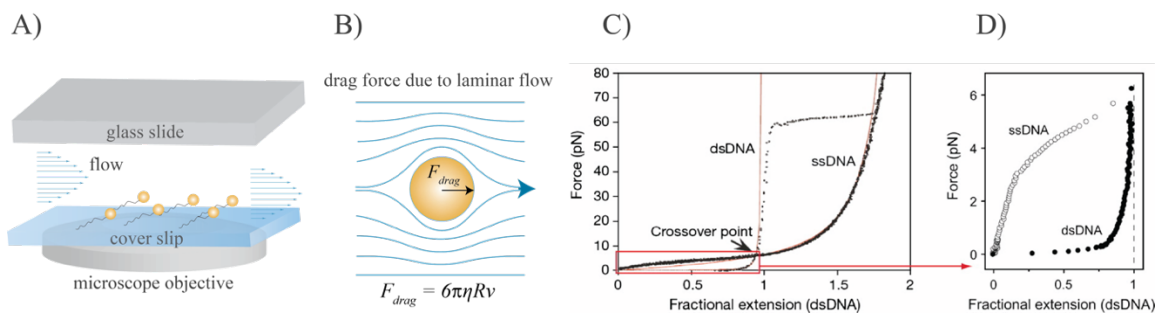 A)
B)
C)
D)
glass slide
flow
cover slip
microscope objective
drag force due to laminar flow
F_drag
F_drag = 6πηRv
Force (pN)
80
70
60
50
40
30
20
10
0
dsDNA
ssDNA
Crossover point
0
0.5
1
1.5
2
Fractional extension (dsDNA)
Force (pN)
6
4
2
0
ssDNA
dsDNA
0
0.5
1.0
Fractional extension (dsDNA)